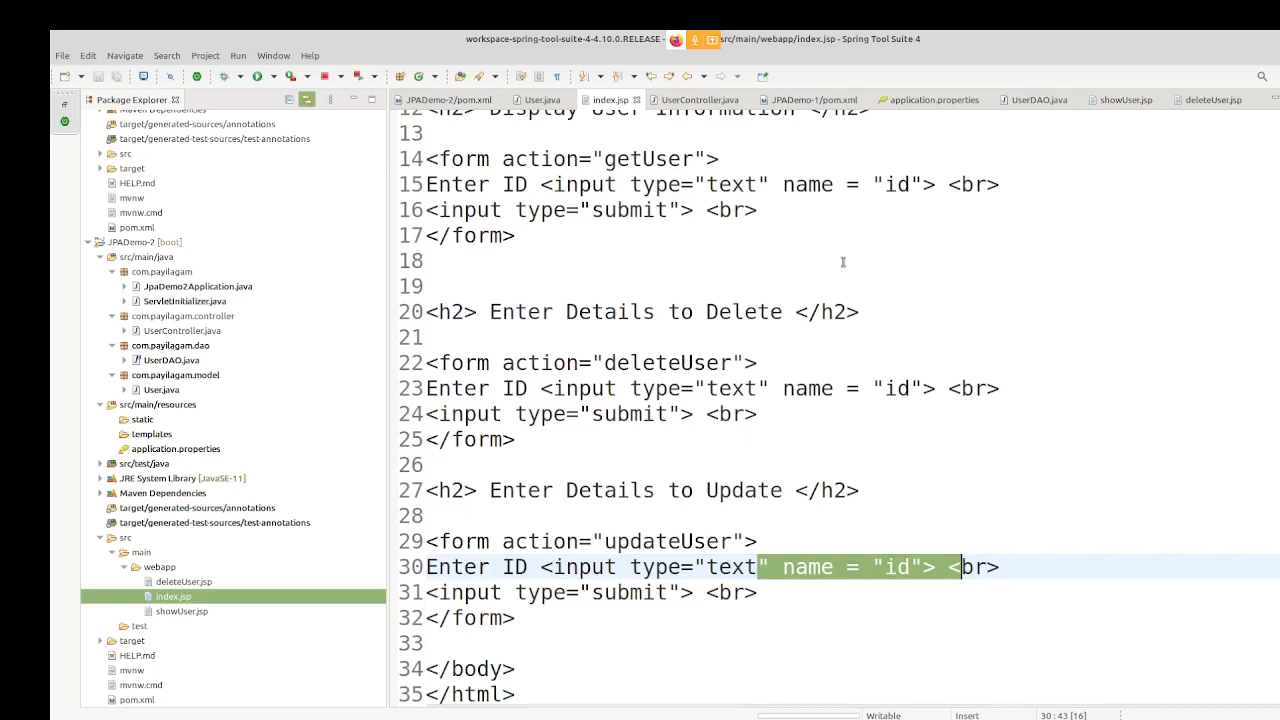 workspace-spring-tool-suite-4-4.10.0.RELEASE - src/main/webapp/index.jsp - Spring Tool Suite 4
File Edit Navigate Search Project Run Window Help
Package Explorer
JPADemo-2/pom.xml User.java index.jsp UserController.java JPADemo-1/pom.xml application.properties UserDAO.java showUser.jsp deleteUser.jsp
Maven Dependencies
target/generated-sources/annotations
target/generated-test-sources/test-annotations
src
target
HELP.md
mvnw
mvnw.cmd
pom.xml
JPADemo-2 [boot]
src/main/java
com.payilagam
JpaDemo2Application.java
ServletInitializer.java
com.payilagam.controller
UserController.java
com.payilagam.dao
UserDAO.java
com.payilagam.model
User.java
src/main/resources
static
templates
application.properties
src/test/java
JRE System Library [JavaSE-11]
Maven Dependencies
target/generated-sources/annotations
target/generated-test-sources/test-annotations
src
main
webapp
deleteUser.jsp
index.jsp
showUser.jsp
test
target
HELP.md
mvnw
mvnw.cmd
pom.xml
12 <h2> Display User Information </h2>
13
14 <form action="getUser">
15 Enter ID <input type="text" name = "id"> <br>
16 <input type="submit"> <br>
17 </form>
18
19
20 <h2> Enter Details to Delete </h2>
21
22 <form action="deleteUser">
23 Enter ID <input type="text" name = "id"> <br>
24 <input type="submit"> <br>
25 </form>
26
27 <h2> Enter Details to Update </h2>
28
29 <form action="updateUser">
30 Enter ID <input type="text" name = "id"> <br>
31 <input type="submit"> <br>
32 </form>
33
34 </body>
35 </html>
Writable Insert 30 : 43 [16]